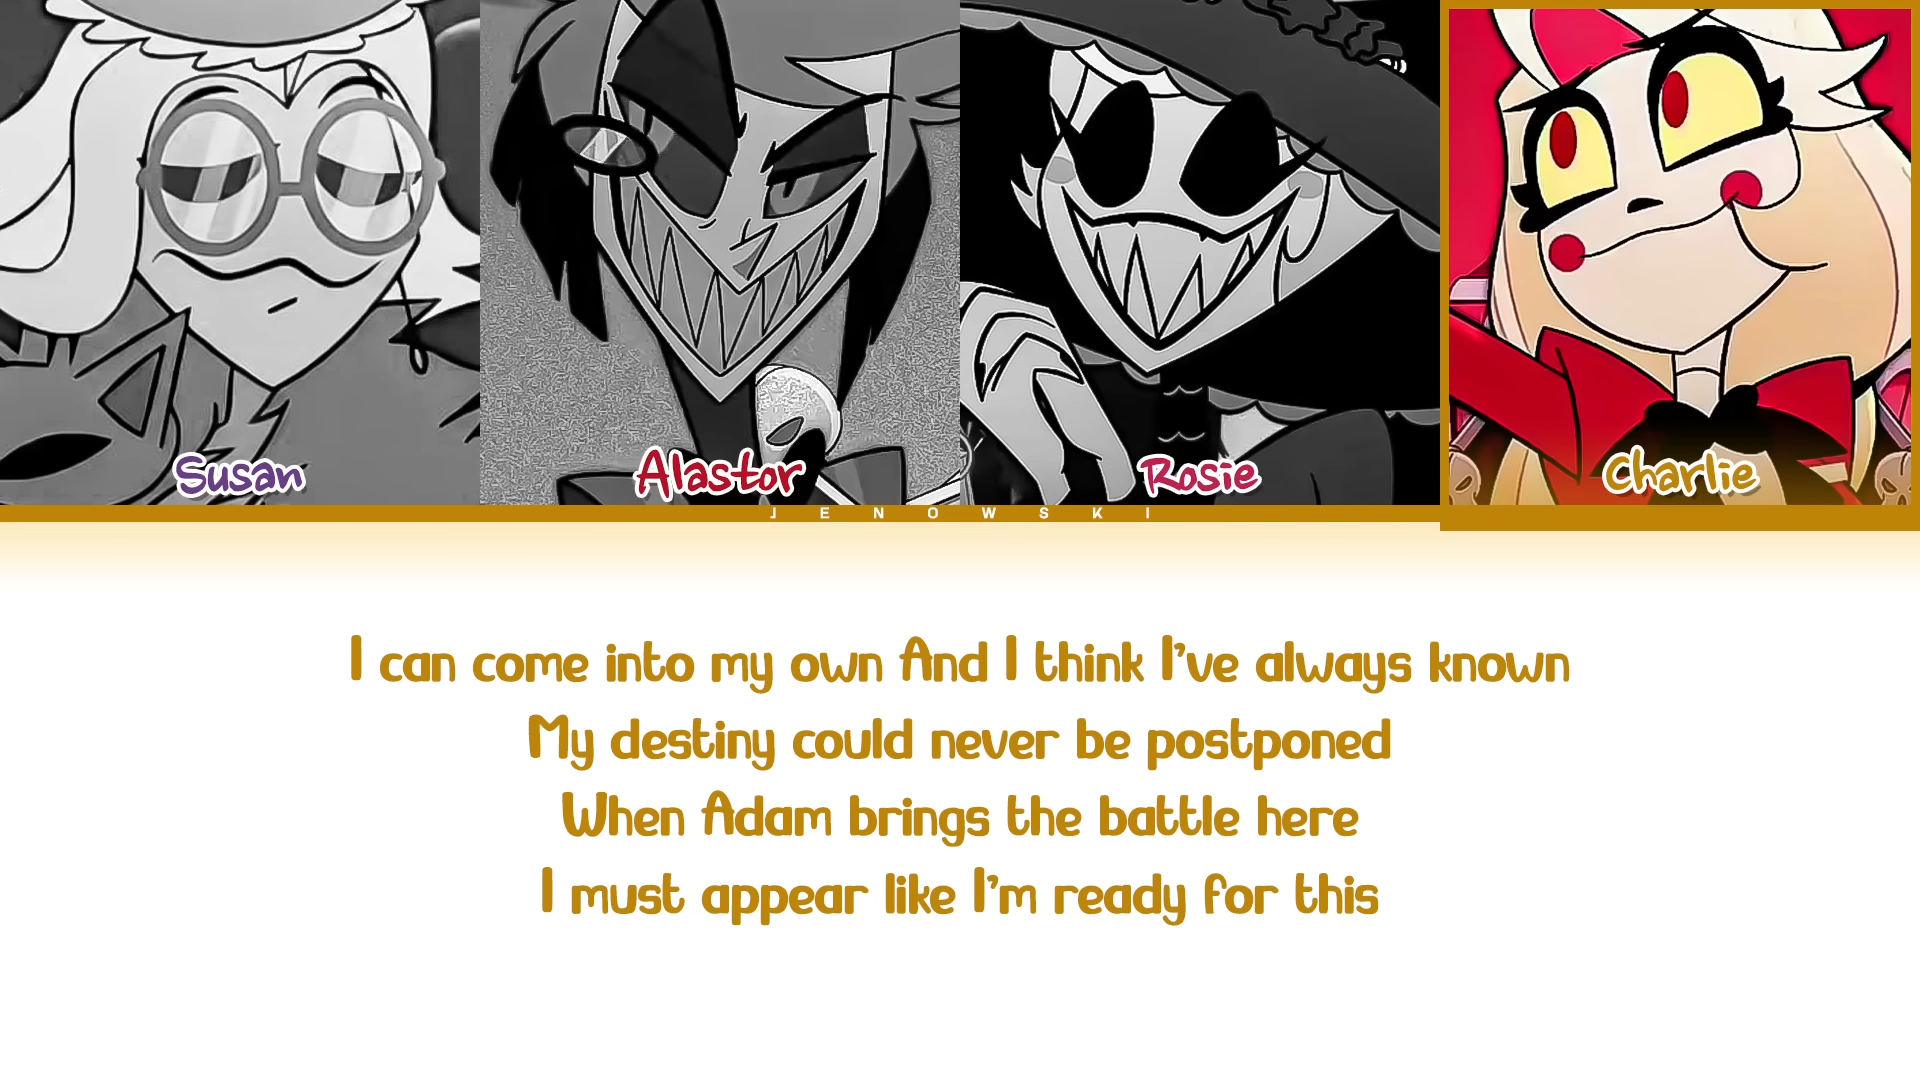 Susan
Alastor
Rosie
Charlie
JENOWSKI
I can come into my own And I think I've always known
My destiny could never be postponed
When Adam brings the battle here
I must appear like I'm ready for this